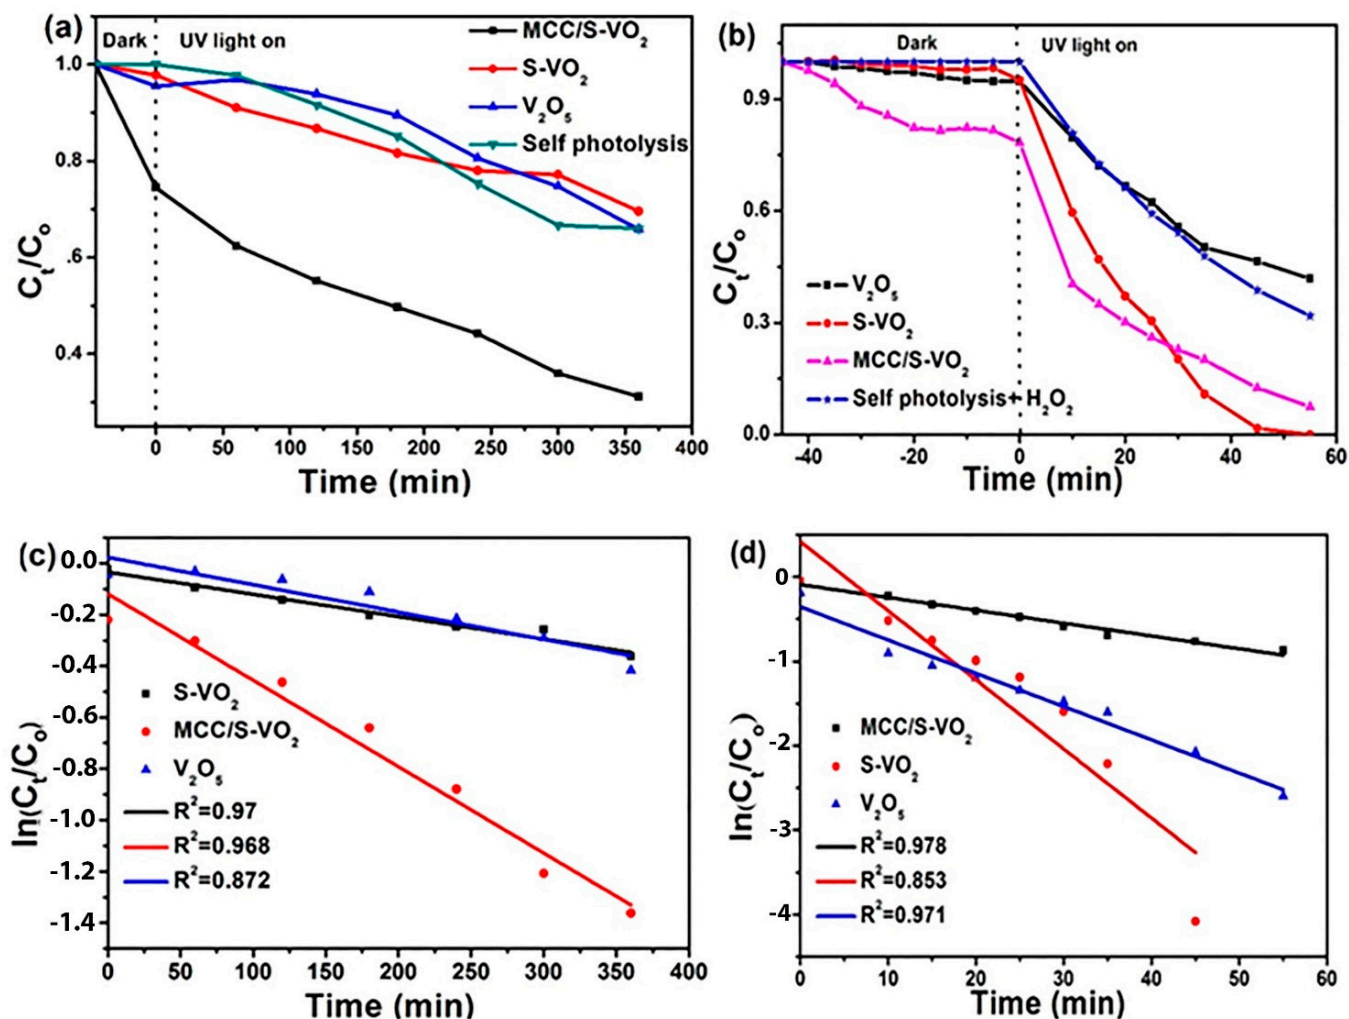 (a)
Dark
UV light on
MCC/S-VO₂
S-VO₂
V₂O₅
Self photolysis
1.0
0.8
.6
0.4
Cₜ/Cₒ
0 50 100 150 200 250 300 350 400
Time (min)
(b)
Dark
UV light on
0.9
0.6
0.3
0.0
Cₜ/Cₒ
V₂O₅
S-VO₂
MCC/S-VO₂
Self photolysis+H₂O₂
-40 -20 0 20 40 60
Time (min)
(c)
0.0
-0.2
-0.4
-0.6
-0.8
-1.0
-1.2
-1.4
ln(Cₜ/Cₒ)
S-VO₂
MCC/S-VO₂
V₂O₅
R²=0.97
R²=0.968
R²=0.872
0 50 100 150 200 250 300 350 400
Time (min)
(d)
0
-1
-2
-3
-4
ln(Cₜ/Cₒ)
MCC/S-VO₂
S-VO₂
V₂O₅
R²=0.978
R²=0.853
R²=0.971
0 10 20 30 40 50 60
Time (min)